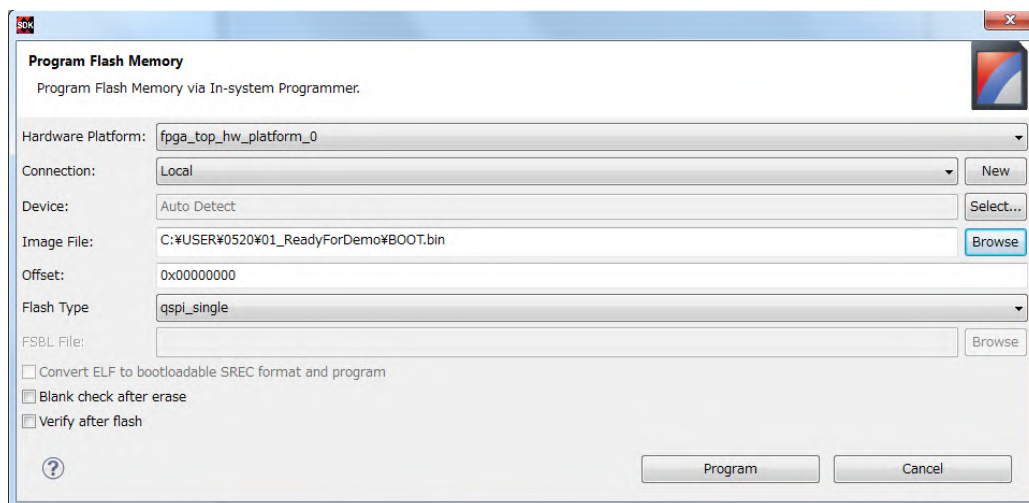 SDK
Program Flash Memory
Program Flash Memory via In-system Programmer.
Hardware Platform: fpga_top_hw_platform_0
Connection: Local New
Device: Auto Detect Select...
Image File: C:¥USER¥0520¥01_ReadyForDemo¥BOOT.bin Browse
Offset: 0x00000000
Flash Type qspi_single
FSBL File: Browse
Convert ELF to bootloadable SREC format and program
Blank check after erase
Verify after flash
? Program Cancel